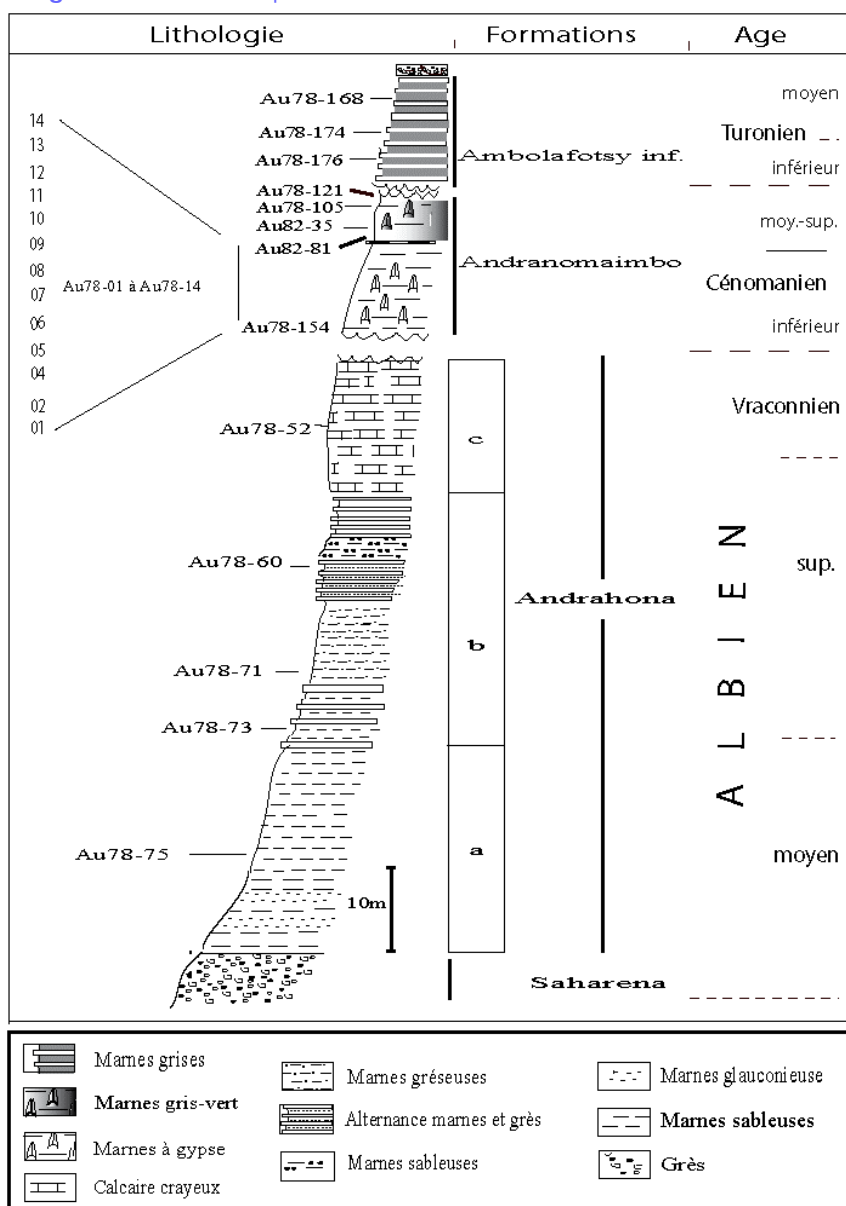 Lithologie Formations Age
Au78-168 moyen
14
Au78-174 Turonien
13
Au78-176 Ambolafotsy inf. inférieur
12
Au78-121
11
Au78-105
10 moy.-sup.
Au82-35
09 Au82-81
Andranomaimbo
08
Au78-01 à Au78-14 Cénomanien
07
06 Au78-154 inférieur
05
04
02 Vraconnien
01 Au78-52
c
Au78-60 sup.
Andrahona
b
Au78-71
Au78-73
ALBIEN
Au78-75 a moyen
10m
Saharena
Marnes grises
Marnes gris-vert
Marnes à gypse
Calcaire crayeux
Marnes gréseuses
Alternance marnes et grès
Marnes sableuses
Marnes glauconieuse
Marnes sableuses
Grès